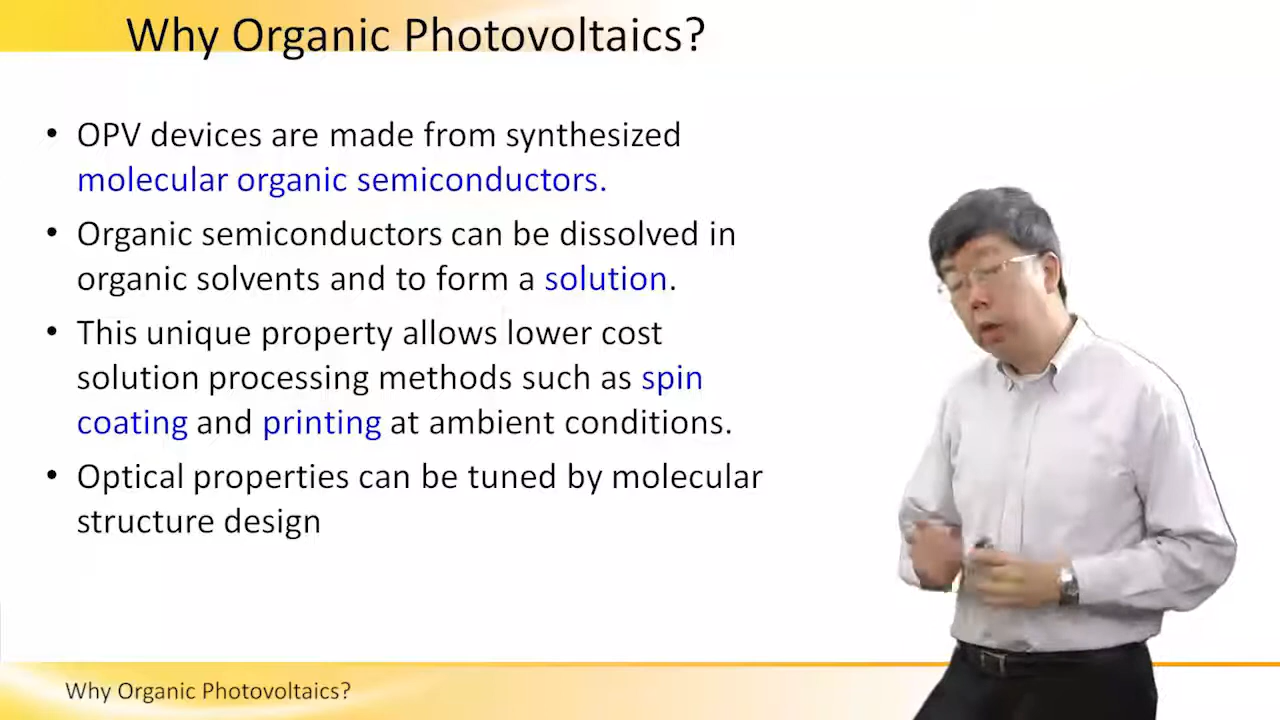 Why Organic Photovoltaics?
• OPV devices are made from synthesized
molecular organic semiconductors.
• Organic semiconductors can be dissolved in
organic solvents and to form a solution.
• This unique property allows lower cost
solution processing methods such as spin
coating and printing at ambient conditions.
• Optical properties can be tuned by molecular
structure design
Why Organic Photovoltaics?